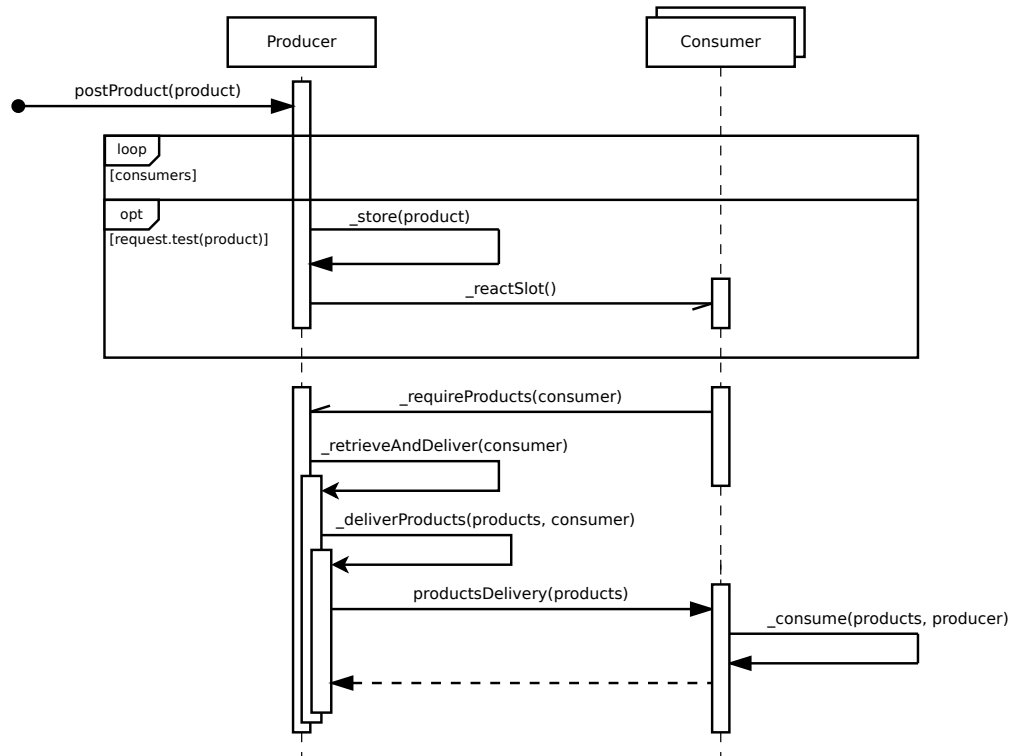 Producer
Consumer
postProduct(product)
loop
[consumers]
opt
_store(product)
[request.test(product)]
_reactSlot()
_requireProducts(consumer)
_retrieveAndDeliver(consumer)
_deliverProducts(products, consumer)
productsDelivery(products)
_consume(products, producer)